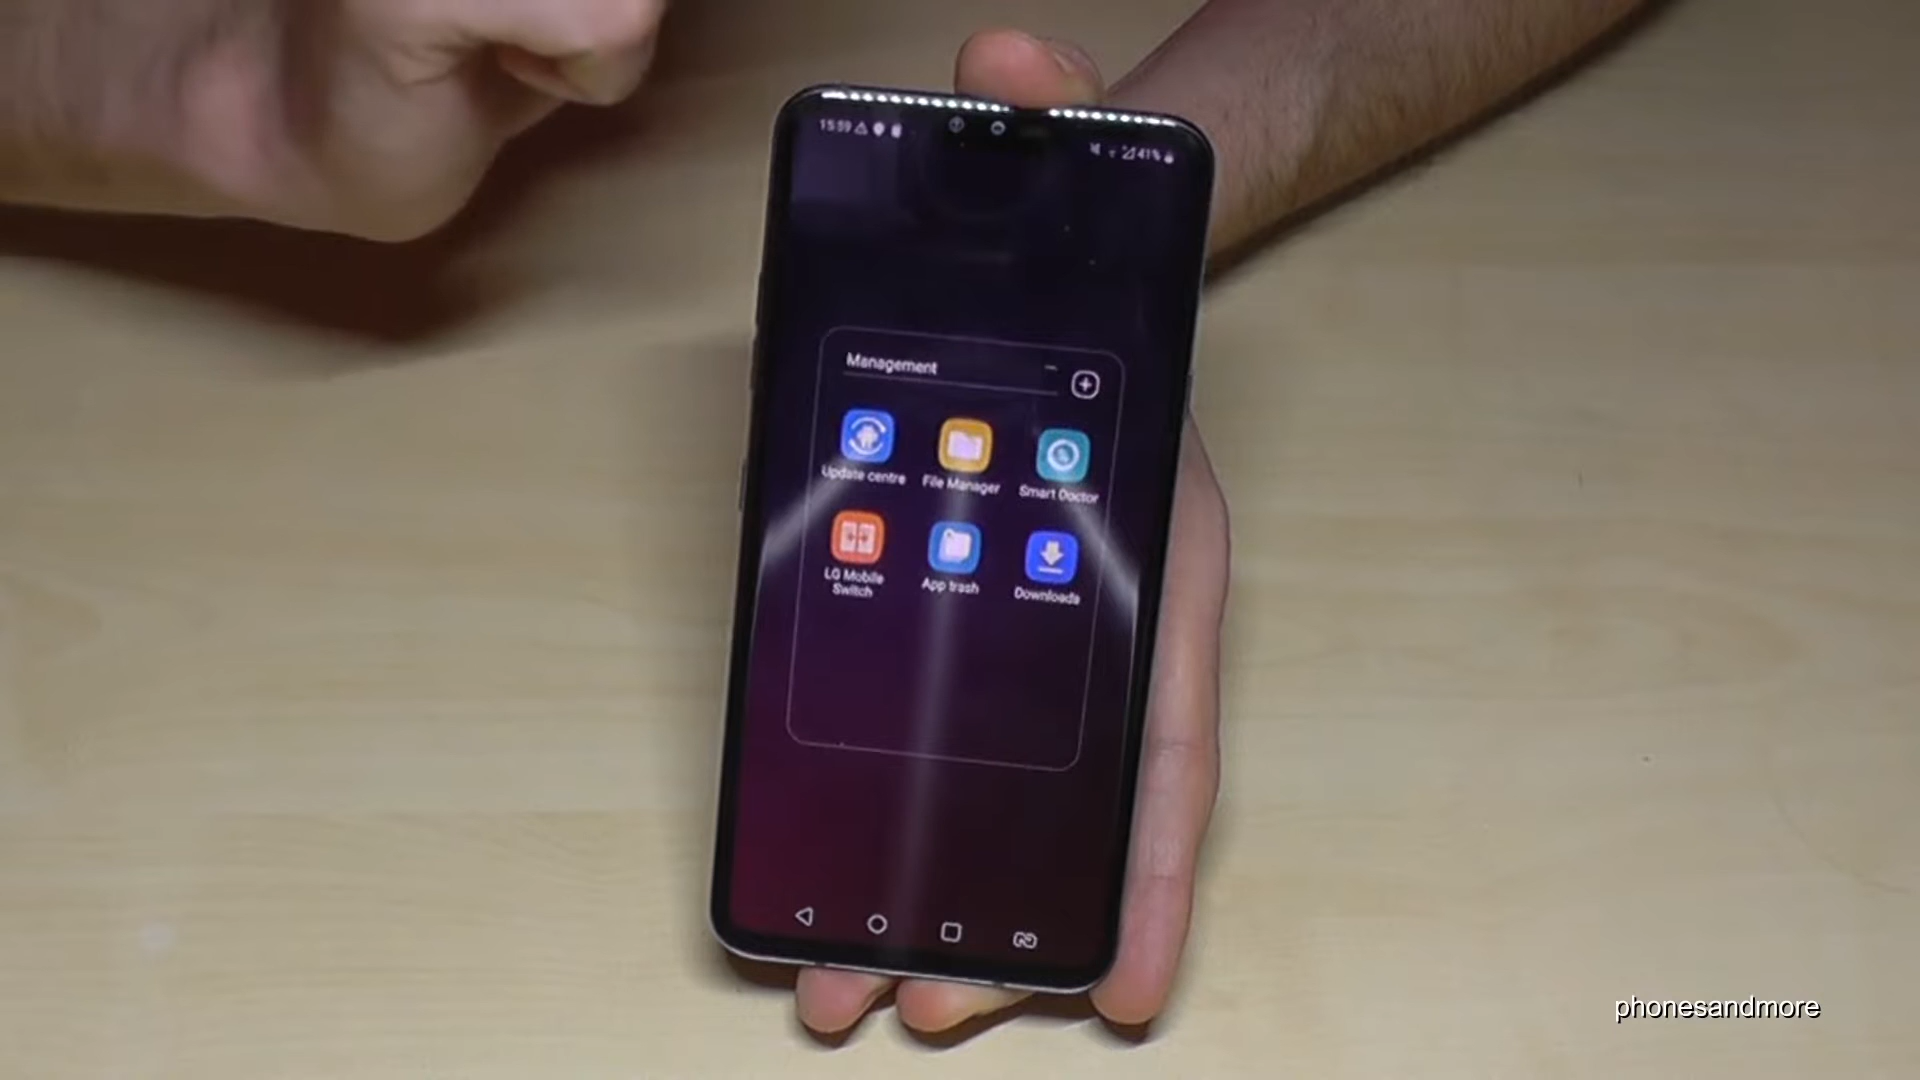 15:59
41%
Management
Update centre
File Manager
Smart Doctor
LG Mobile
Switch
App trash
Downloads
phonesandmore